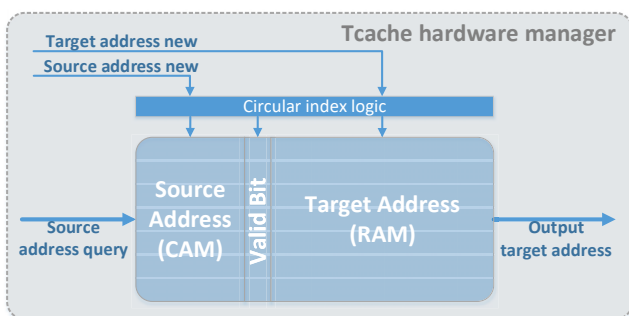 Tcache hardware manager
Target address new
Source address new
Circular index logic
Source
Address
(CAM)
Valid Bit
Target Address
(RAM)
Source
address query
Output
target address